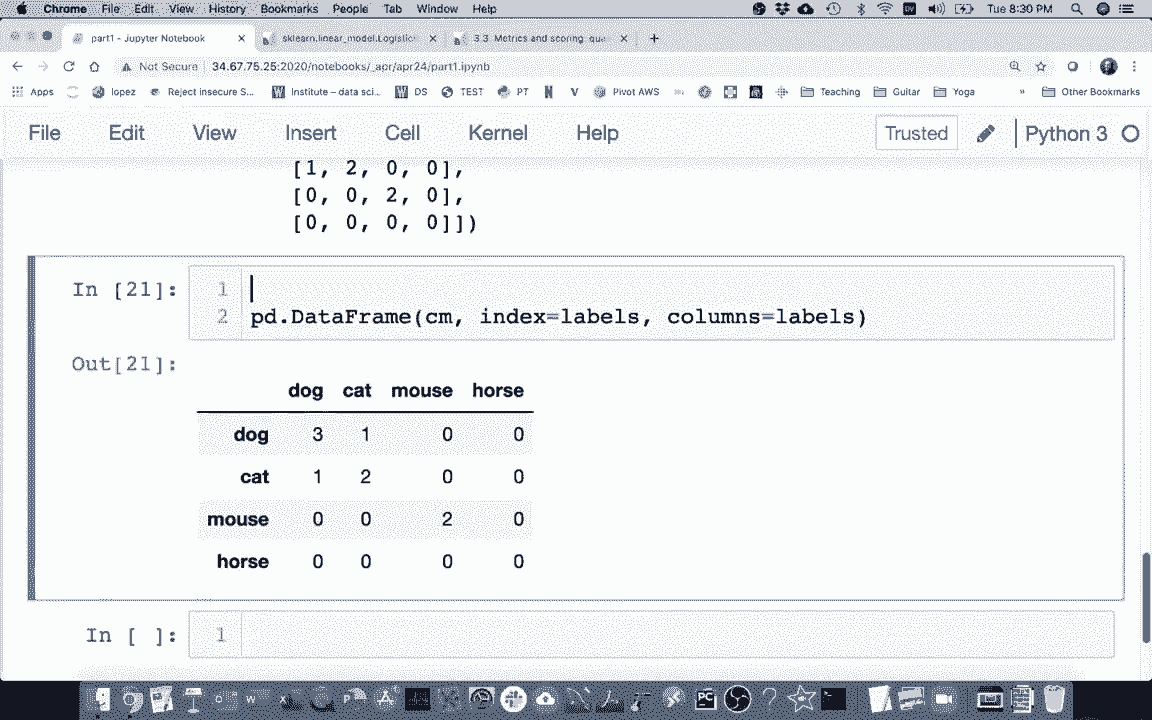 Chrome File Edit View History Bookmarks People Tab Window Help Tue 8:30 PM
part1 - Jupyter Notebook sklearn.linear_model.Logistic 3.3. Metrics and scoring: qua
Not Secure 34.67.75.25:2020/notebooks/_apr/apr24/part1.ipynb
Apps lopez Reject insecure S... Institute – data sci... DS TEST PT N V Pivot AWS Teaching Guitar Yoga » Other Bookmarks
File Edit View Insert Cell Kernel Help Trusted Python 3
[1, 2, 0, 0],
[0, 0, 2, 0],
[0, 0, 0, 0]])
In [21]: 1
2 pd.DataFrame(cm, index=labels, columns=labels)
Out[21]:
dog cat mouse horse
dog 3 1 0 0
cat 1 2 0 0
mouse 0 0 2 0
horse 0 0 0 0
In [ ]: 1